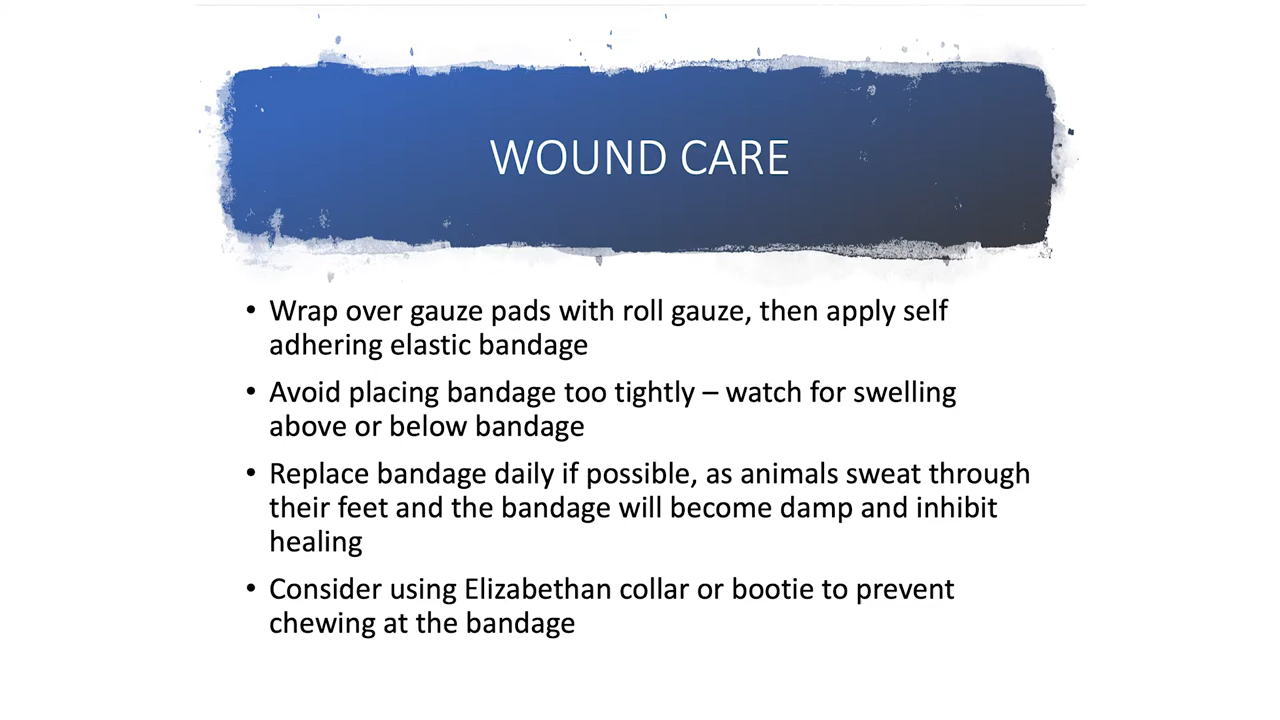 WOUND CARE
• Wrap over gauze pads with roll gauze, then apply self
adhering elastic bandage
• Avoid placing bandage too tightly – watch for swelling
above or below bandage
• Replace bandage daily if possible, as animals sweat through
their feet and the bandage will become damp and inhibit
healing
• Consider using Elizabethan collar or bootie to prevent
chewing at the bandage